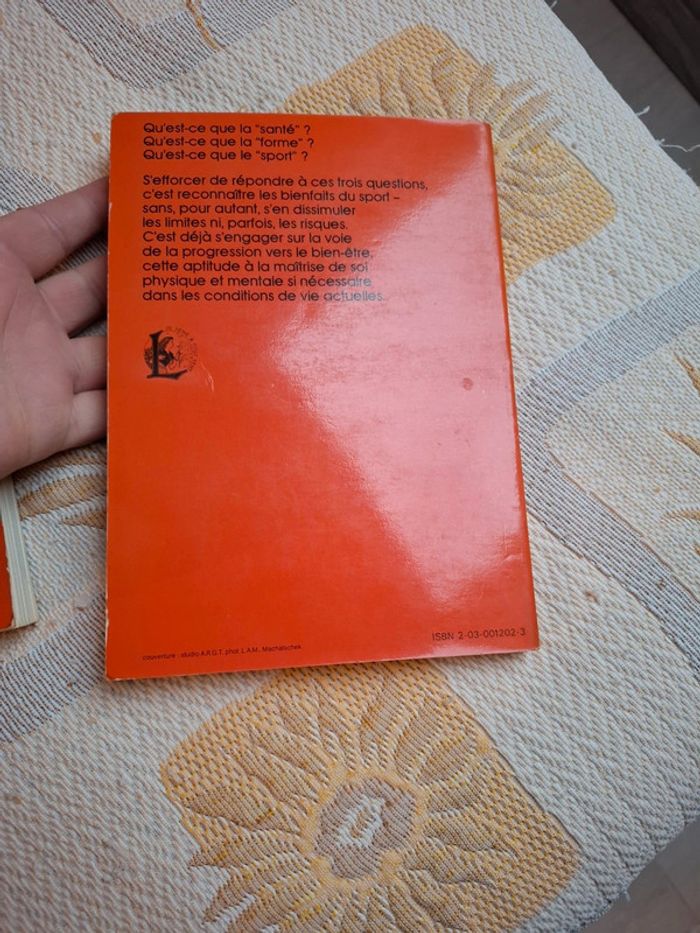 Qu'est-ce que la "santé" ?
Qu'est-ce que la "forme" ?
Qu'est-ce que le "sport" ?
S'efforcer de répondre à ces trois questions,
c'est reconnaître les bienfaits du sport –
sans, pour autant, s'en dissimuler
les limites ni, parfois, les risques.
C'est déjà s'engager sur la voie
de la progression vers le bien-être,
cette aptitude à la maîtrise de soi
physique et mentale si nécessaire
dans les conditions de vie actuelles.
L
ISBN 2-03-001202-3
couverture : studio A.R.G.T. phot. L.A.M., Machatschek